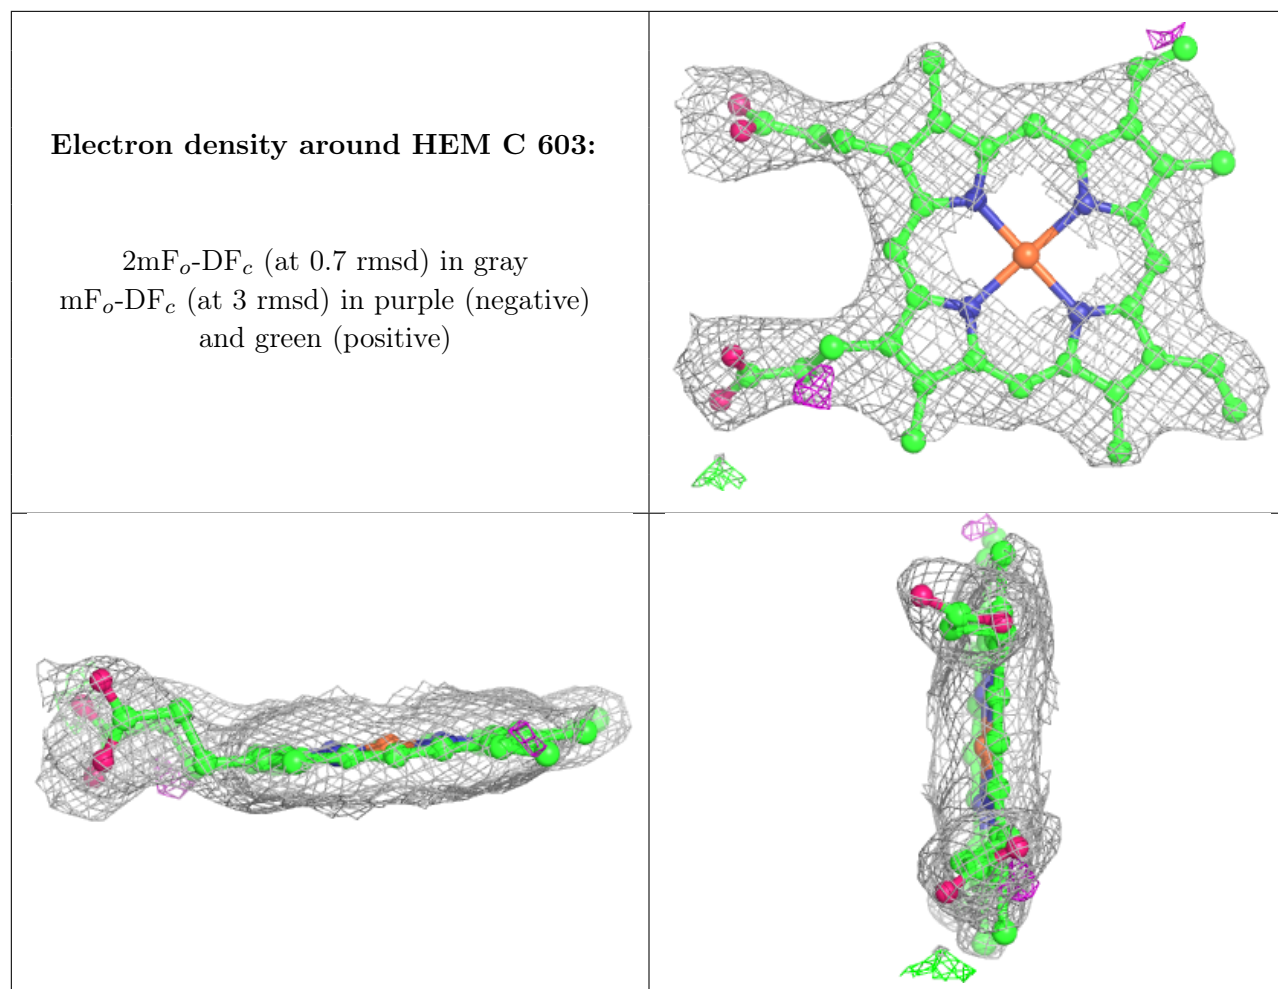 Electron density around HEM C 603:
2mFo-DFc (at 0.7 rmsd) in gray
mFo-DFc (at 3 rmsd) in purple (negative)
and green (positive)